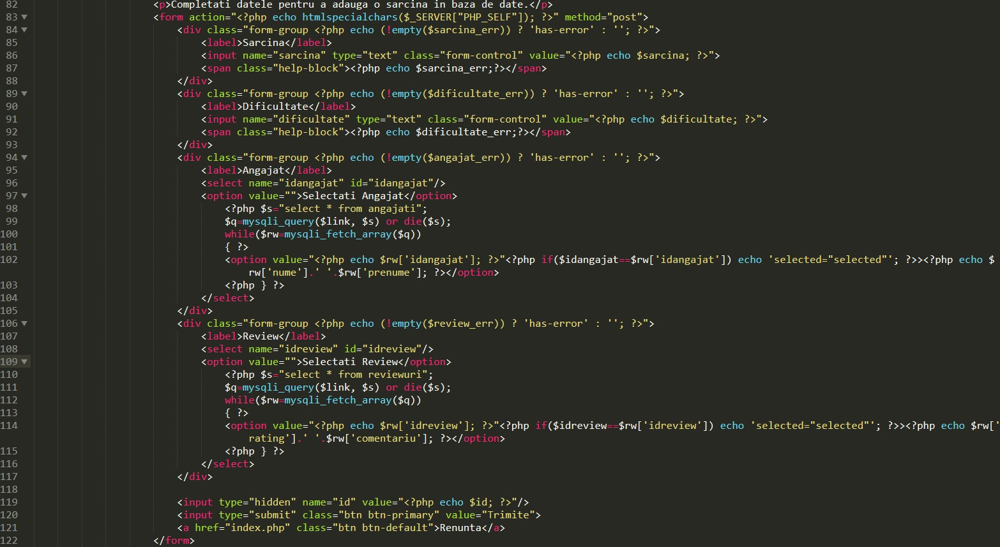 82 <p>Completati datele pentru a adauga o sarcina in baza de date.</p>
83 <form action="<?php echo htmlspecialchars($_SERVER["PHP_SELF"]); ?>" method="post">
84 <div class="form-group <?php echo (!empty($sarcina_err)) ? 'has-error' : ''; ?>">
85 <label>Sarcina</label>
86 <input name="sarcina" type="text" class="form-control" value="<?php echo $sarcina; ?>">
87 <span class="help-block"><?php echo $sarcina_err;?></span>
88 </div>
89 <div class="form-group <?php echo (!empty($dificultate_err)) ? 'has-error' : ''; ?>">
90 <label>Dificultate</label>
91 <input name="dificultate" type="text" class="form-control" value="<?php echo $dificultate; ?>">
92 <span class="help-block"><?php echo $dificultate_err;?></span>
93 </div>
94 <div class="form-group <?php echo (!empty($angajat_err)) ? 'has-error' : ''; ?>">
95 <label>Angajat</label>
96 <select name="idangajat" id="idangajat"/>
97 <option value="">Selectati Angajat</option>
98 <?php $s="select * from angajati";
99 $q=mysqli_query($link, $s) or die($s);
100 while($rw=mysqli_fetch_array($q))
101 { ?>
102 <option value="<?php echo $rw['idangajat']; ?>"<?php if($idangajat==$rw['idangajat']) echo 'selected="selected"'; ?>><?php echo $
rw['nume'].' '.$rw['prenume']; ?></option>
103 <?php } ?>
104 </select>
105 </div>
106 <div class="form-group <?php echo (!empty($review_err)) ? 'has-error' : ''; ?>">
107 <label>Review</label>
108 <select name="idreview" id="idreview"/>
109 <option value="">Selectati Review</option>
110 <?php $s="select * from reviewuri";
111 $q=mysqli_query($link, $s) or die($s);
112 while($rw=mysqli_fetch_array($q))
113 { ?>
114 <option value="<?php echo $rw['idreview']; ?>"<?php if($idreview==$rw['idreview']) echo 'selected="selected"'; ?>><?php echo $rw['
rating'].' '.$rw['comentariu']; ?></option>
115 <?php } ?>
116 </select>
117 </div>
118
119 <input type="hidden" name="id" value="<?php echo $id; ?>"/>
120 <input type="submit" class="btn btn-primary" value="Trimite">
121 <a href="index.php" class="btn btn-default">Renunta</a>
122 </form>